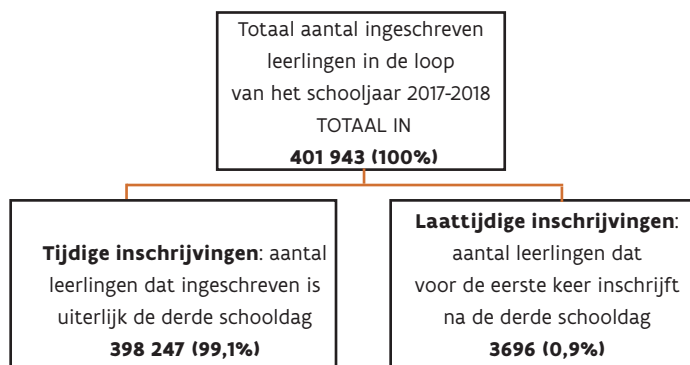 Totaal aantal ingeschreven
leerlingen in de loop
van het schooljaar 2017-2018
TOTAAL IN
401 943 (100%)
Tijdige inschrijvingen: aantal
leerlingen dat ingeschreven is
uiterlijk de derde schooldag
398 247 (99,1%)
Laattijdige inschrijvingen:
aantal leerlingen dat
voor de eerste keer inschrijft
na de derde schooldag
3696 (0,9%)